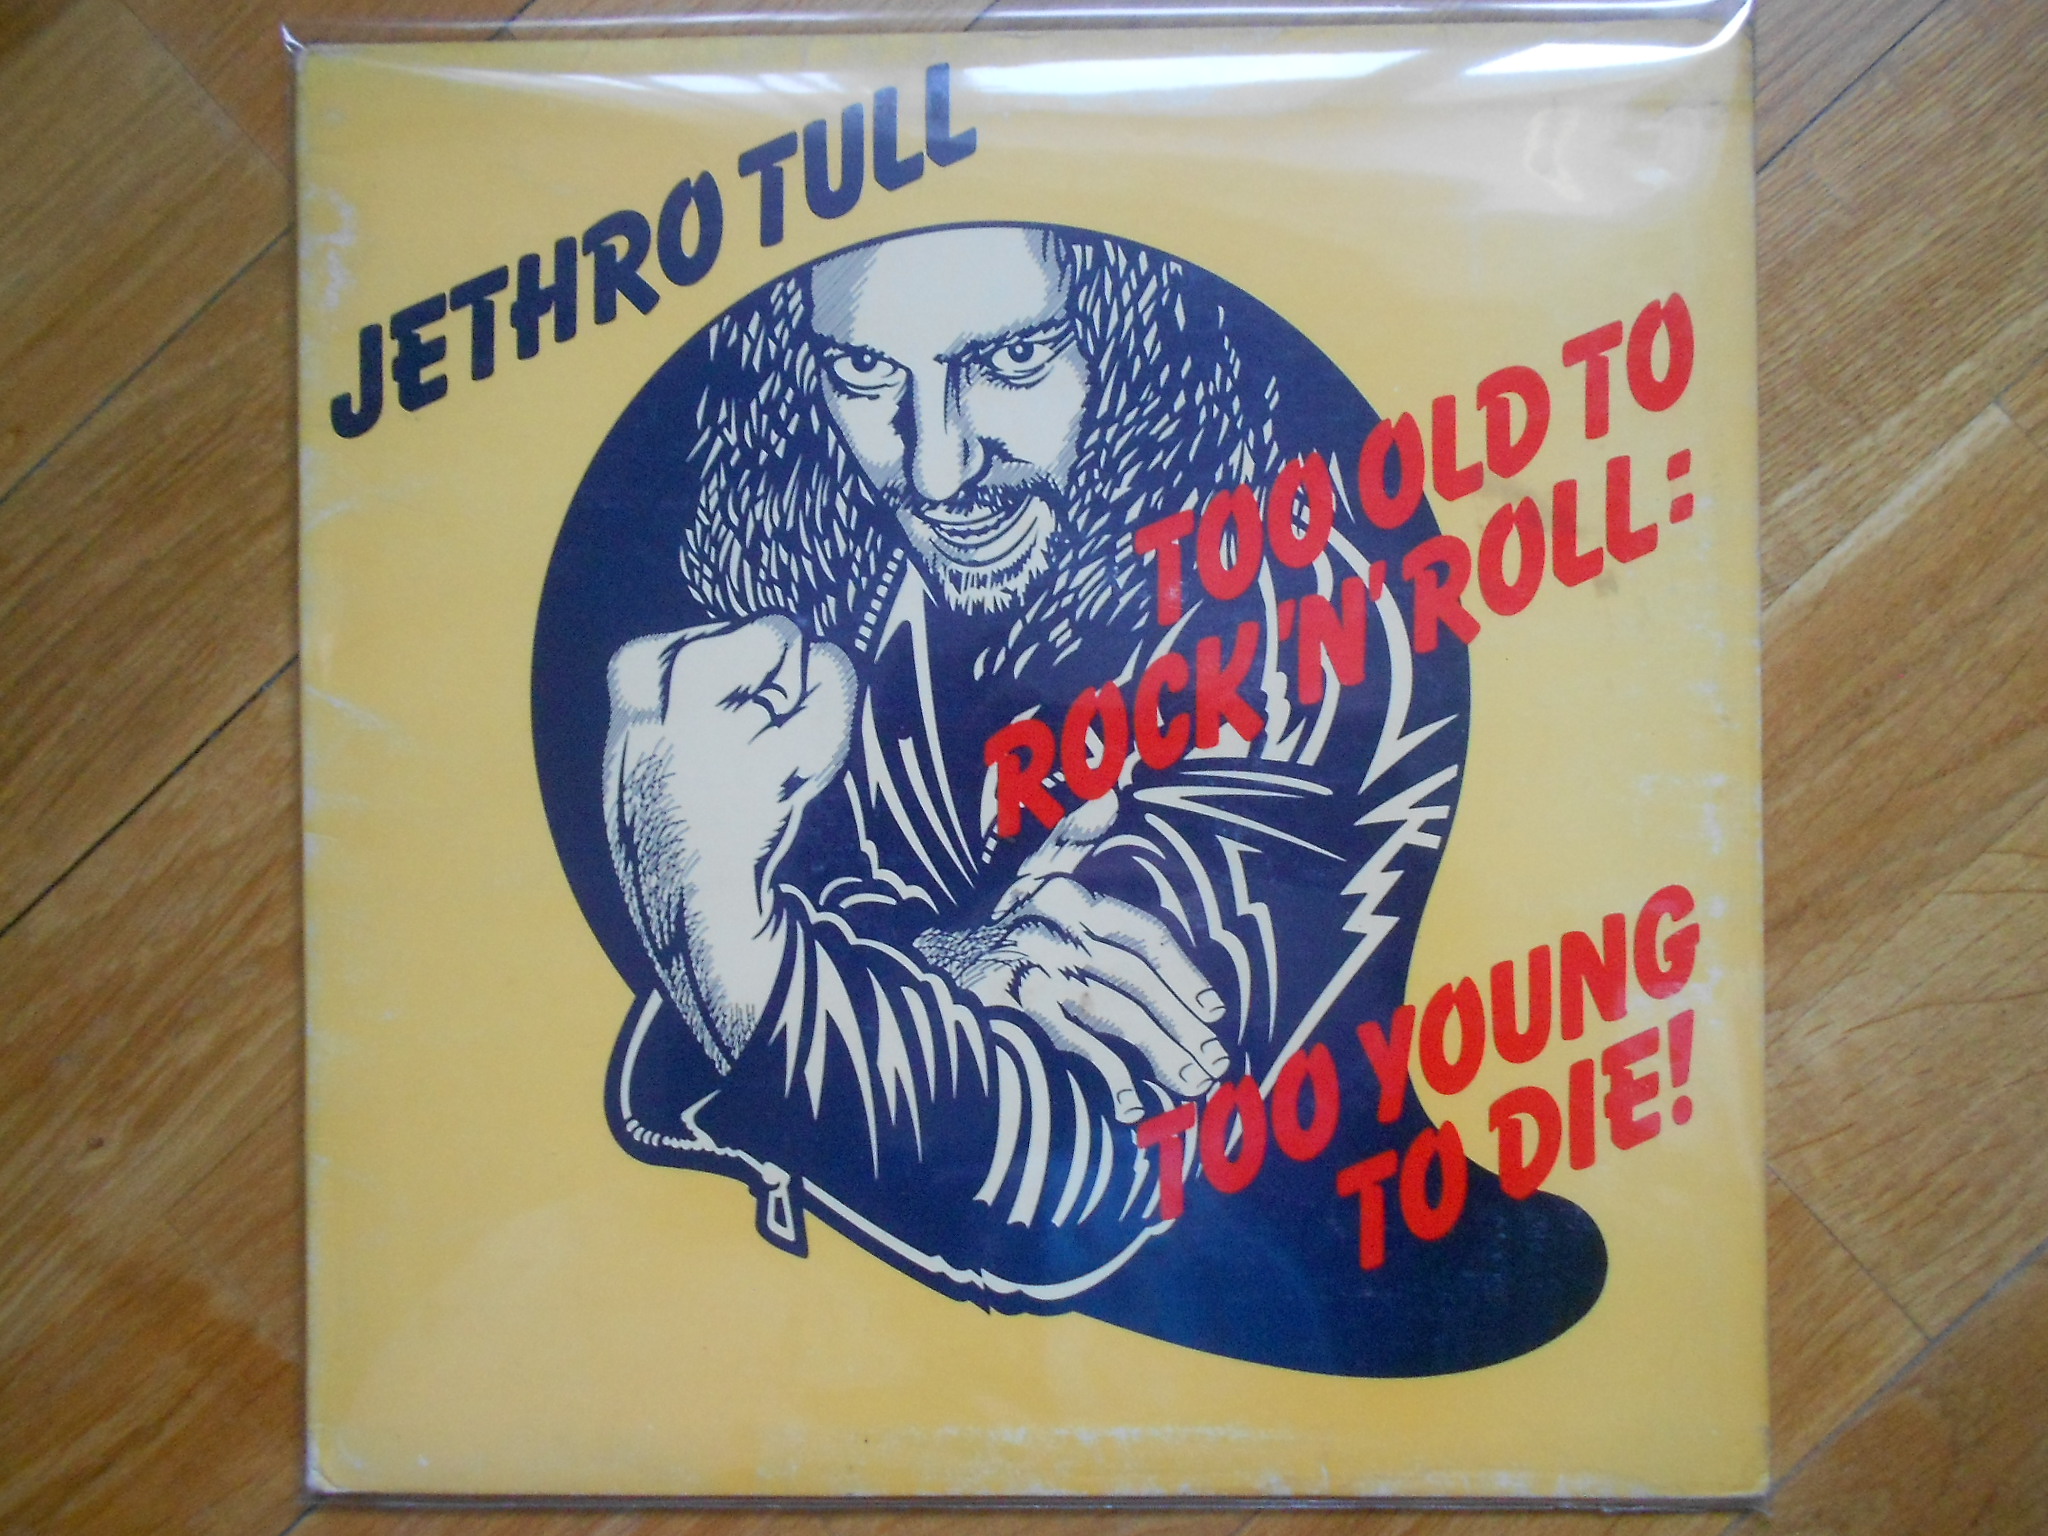 JETHRO TULL
TOO OLD TO
ROCK 'N' ROLL:
TOO YOUNG
TO DIE!